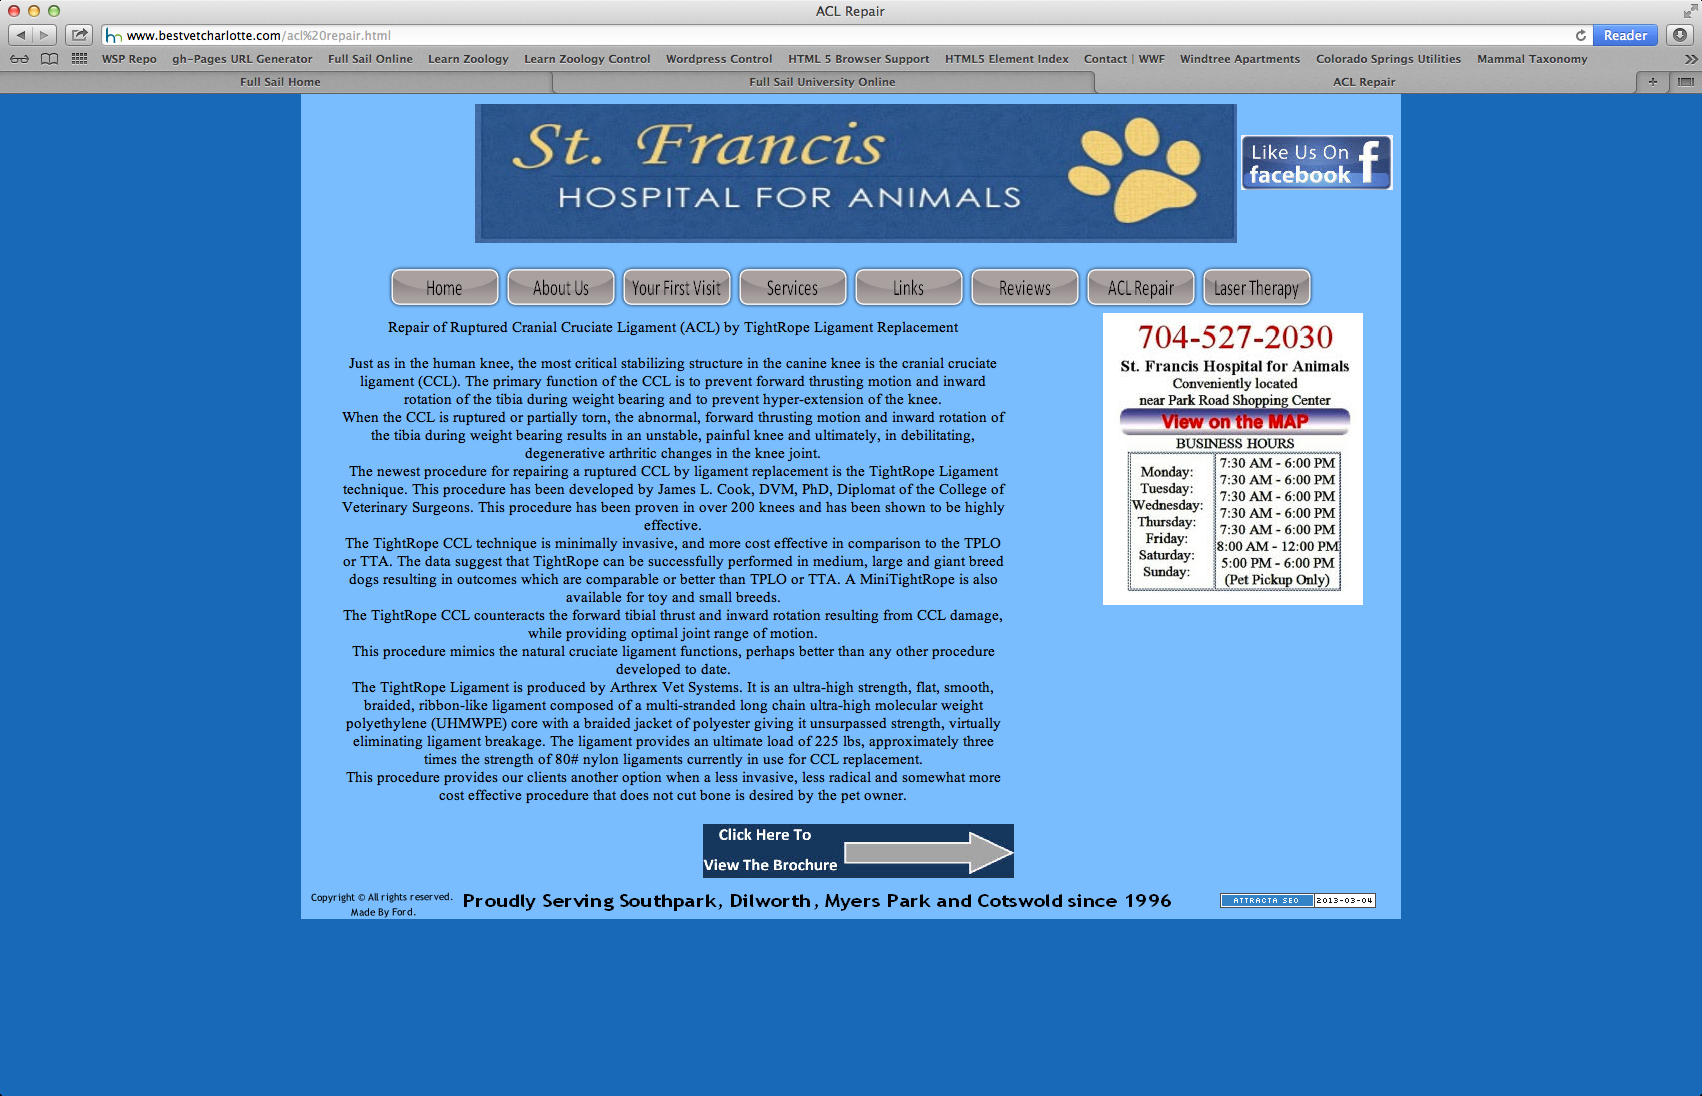 ACL Repair
www.bestvetcharlotte.com/acl%20repair.html
Reader
WSP Repo gh-Pages URL Generator Full Sail Online Learn Zoology Learn Zoology Control Wordpress Control HTML 5 Browser Support HTML5 Element Index Contact | WWF Windtree Apartments Colorado Springs Utilities Mammal Taxonomy
Full Sail Home Full Sail University Online ACL Repair
St. Francis
HOSPITAL FOR ANIMALS
Like Us On
facebook
Home About Us Your First Visit Services Links Reviews ACL Repair Laser Therapy
Repair of Ruptured Cranial Cruciate Ligament (ACL) by TightRope Ligament Replacement
Just as in the human knee, the most critical stabilizing structure in the canine knee is the cranial cruciate
ligament (CCL). The primary function of the CCL is to prevent forward thrusting motion and inward
rotation of the tibia during weight bearing and to prevent hyper-extension of the knee.
When the CCL is ruptured or partially torn, the abnormal, forward thrusting motion and inward rotation of
the tibia during weight bearing results in an unstable, painful knee and ultimately, in debilitating,
degenerative arthritic changes in the knee joint.
The newest procedure for repairing a ruptured CCL by ligament replacement is the TightRope Ligament
technique. This procedure has been developed by James L. Cook, DVM, PhD, Diplomat of the College of
Veterinary Surgeons. This procedure has been proven in over 200 knees and has been shown to be highly
effective.
The TightRope CCL technique is minimally invasive, and more cost effective in comparison to the TPLO
or TTA. The data suggest that TightRope can be successfully performed in medium, large and giant breed
dogs resulting in outcomes which are comparable or better than TPLO or TTA. A MiniTightRope is also
available for toy and small breeds.
The TightRope CCL counteracts the forward tibial thrust and inward rotation resulting from CCL damage,
while providing optimal joint range of motion.
This procedure mimics the natural cruciate ligament functions, perhaps better than any other procedure
developed to date.
The TightRope Ligament is produced by Arthrex Vet Systems. It is an ultra-high strength, flat, smooth,
braided, ribbon-like ligament composed of a multi-stranded long chain ultra-high molecular weight
polyethylene (UHMWPE) core with a braided jacket of polyester giving it unsurpassed strength, virtually
eliminating ligament breakage. The ligament provides an ultimate load of 225 lbs, approximately three
times the strength of 80# nylon ligaments currently in use for CCL replacement.
This procedure provides our clients another option when a less invasive, less radical and somewhat more
cost effective procedure that does not cut bone is desired by the pet owner.
704-527-2030
St. Francis Hospital for Animals
Conveniently located
near Park Road Shopping Center
View on the MAP
BUSINESS HOURS
Monday: 7:30 AM - 6:00 PM
Tuesday: 7:30 AM - 6:00 PM
Wednesday: 7:30 AM - 6:00 PM
Thursday: 7:30 AM - 6:00 PM
Friday: 7:30 AM - 6:00 PM
Saturday: 8:00 AM - 12:00 PM
Sunday: 5:00 PM - 6:00 PM
(Pet Pickup Only)
Click Here To
View The Brochure
Copyright © All rights reserved.
Made By Ford.
Proudly Serving Southpark, Dilworth, Myers Park and Cotswold since 1996
ATTRACTA SEO 2013-03-04